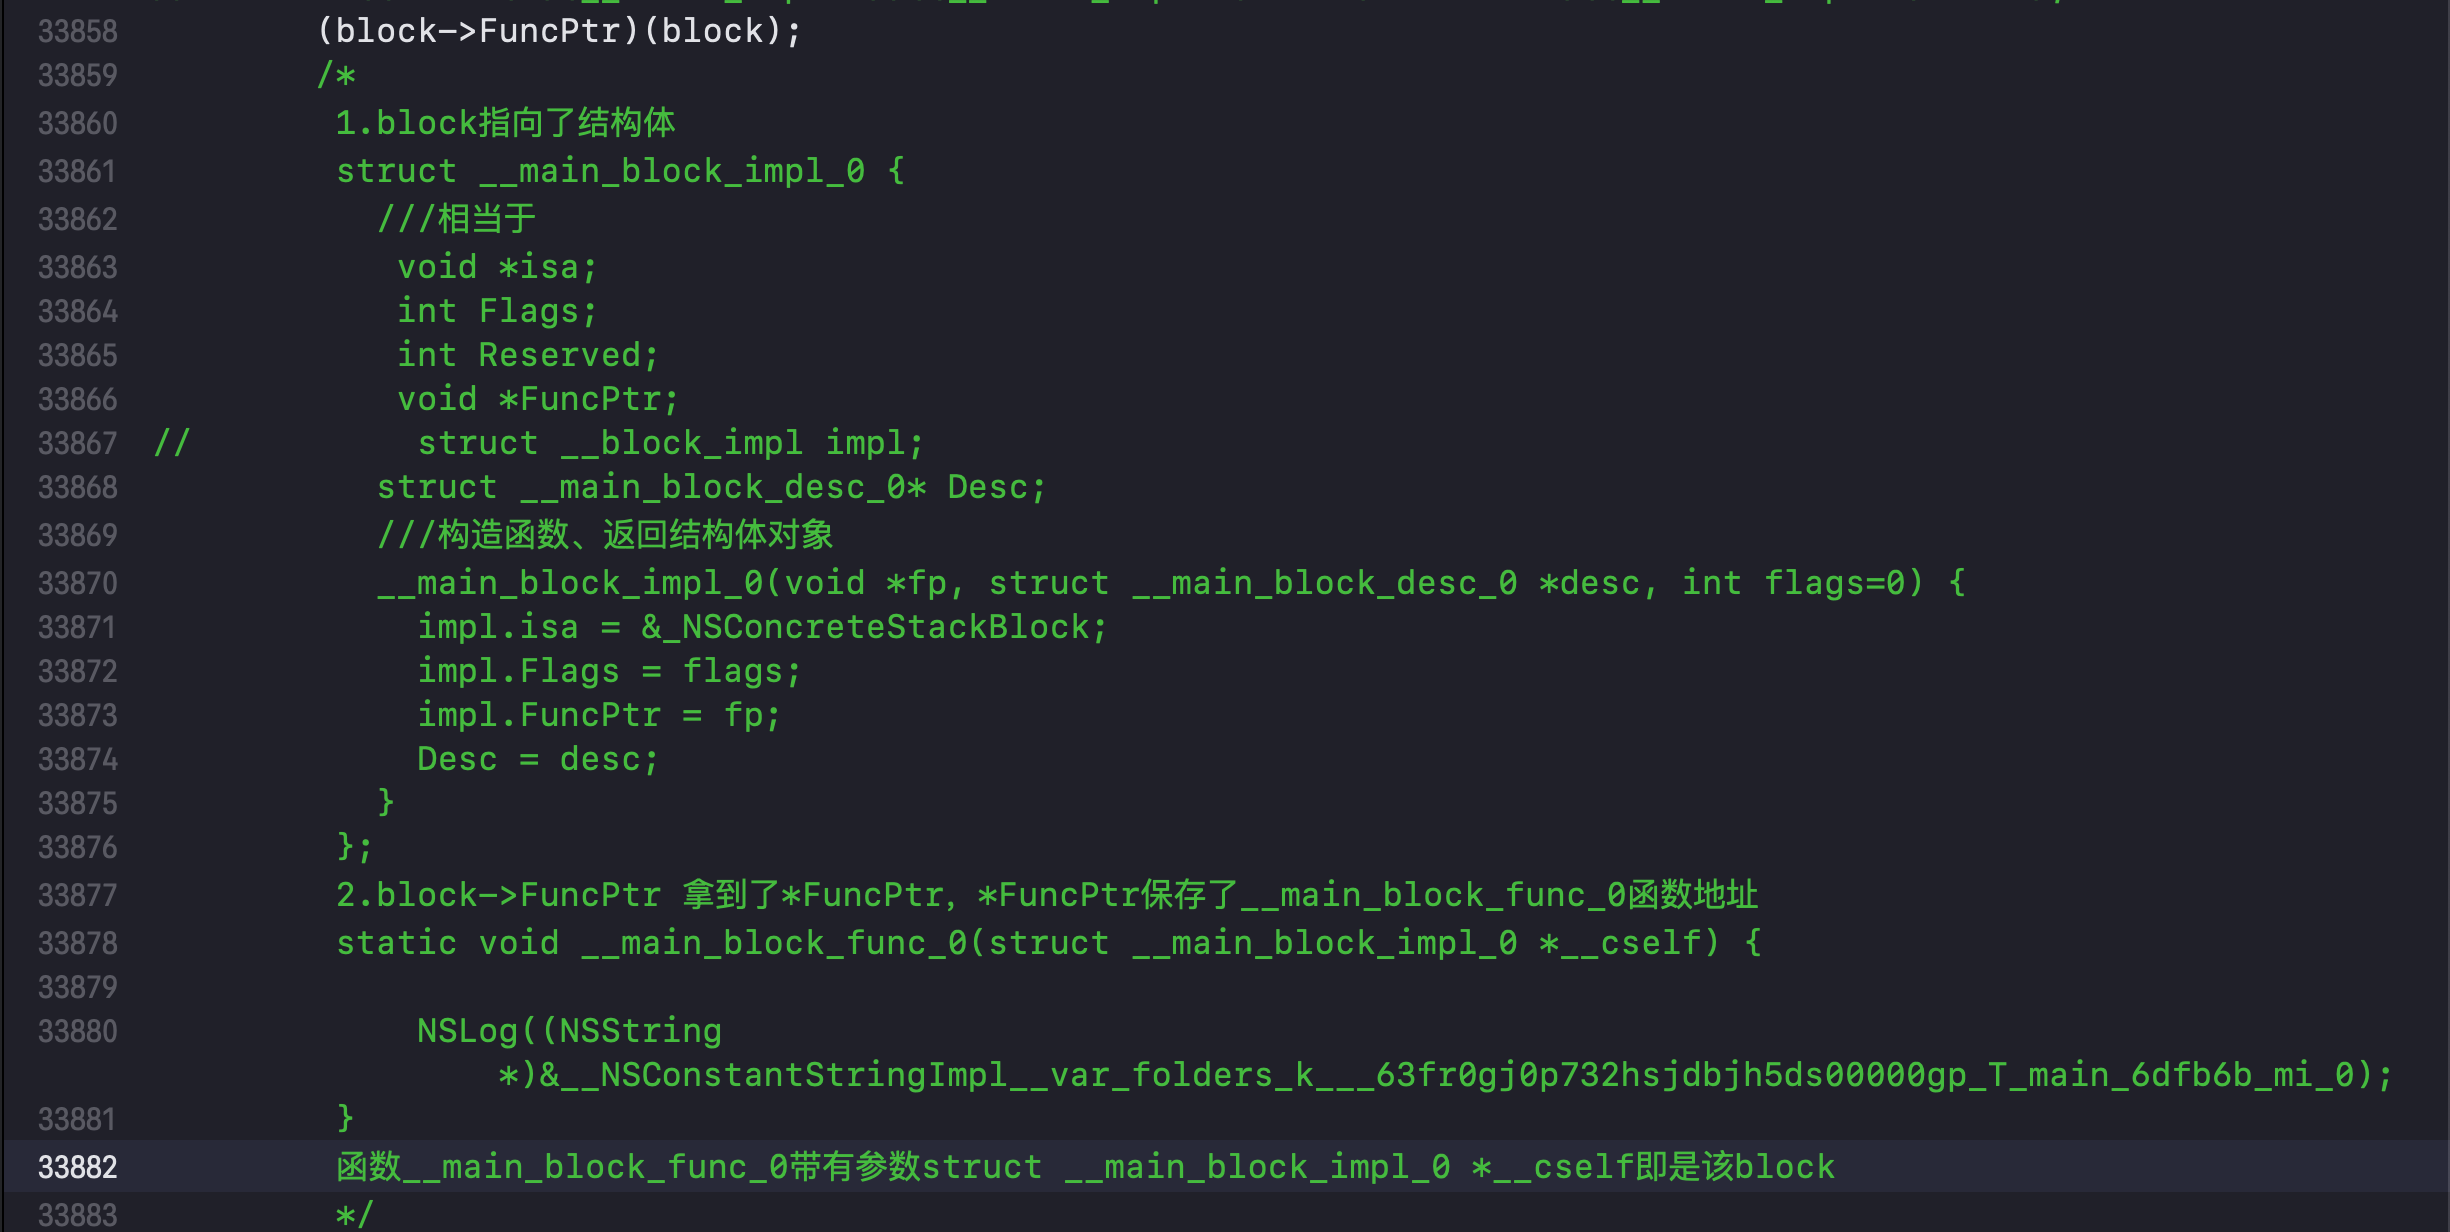 33858 (block->FuncPtr)(block);
33859 /*
33860 1.block指向了结构体
33861 struct __main_block_impl_0 {
33862 ///相当于
33863 void *isa;
33864 int Flags;
33865 int Reserved;
33866 void *FuncPtr;
33867 // struct __block_impl impl;
33868 struct __main_block_desc_0* Desc;
33869 ///构造函数、返回结构体对象
33870 __main_block_impl_0(void *fp, struct __main_block_desc_0 *desc, int flags=0) {
33871 impl.isa = &_NSConcreteStackBlock;
33872 impl.Flags = flags;
33873 impl.FuncPtr = fp;
33874 Desc = desc;
33875 }
33876 };
33877 2.block->FuncPtr 拿到了*FuncPtr，*FuncPtr保存了__main_block_func_0函数地址
33878 static void __main_block_func_0(struct __main_block_impl_0 *__cself) {
33879
33880 NSLog((NSString
*)&__NSConstantStringImpl__var_folders_k___63fr0gj0p732hsjdbjh5ds00000gp_T_main_6dfb6b_mi_0);
33881 }
33882 函数__main_block_func_0带有参数struct __main_block_impl_0 *__cself即是该block
33883 */